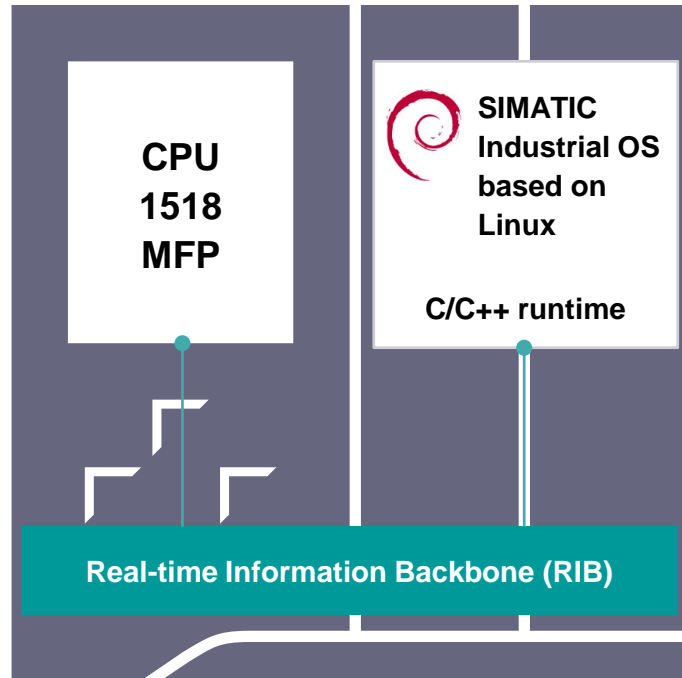 CPU
1518
MFP
SIMATIC
Industrial OS
based on
Linux
C/C++ runtime
Real-time Information Backbone (RIB)